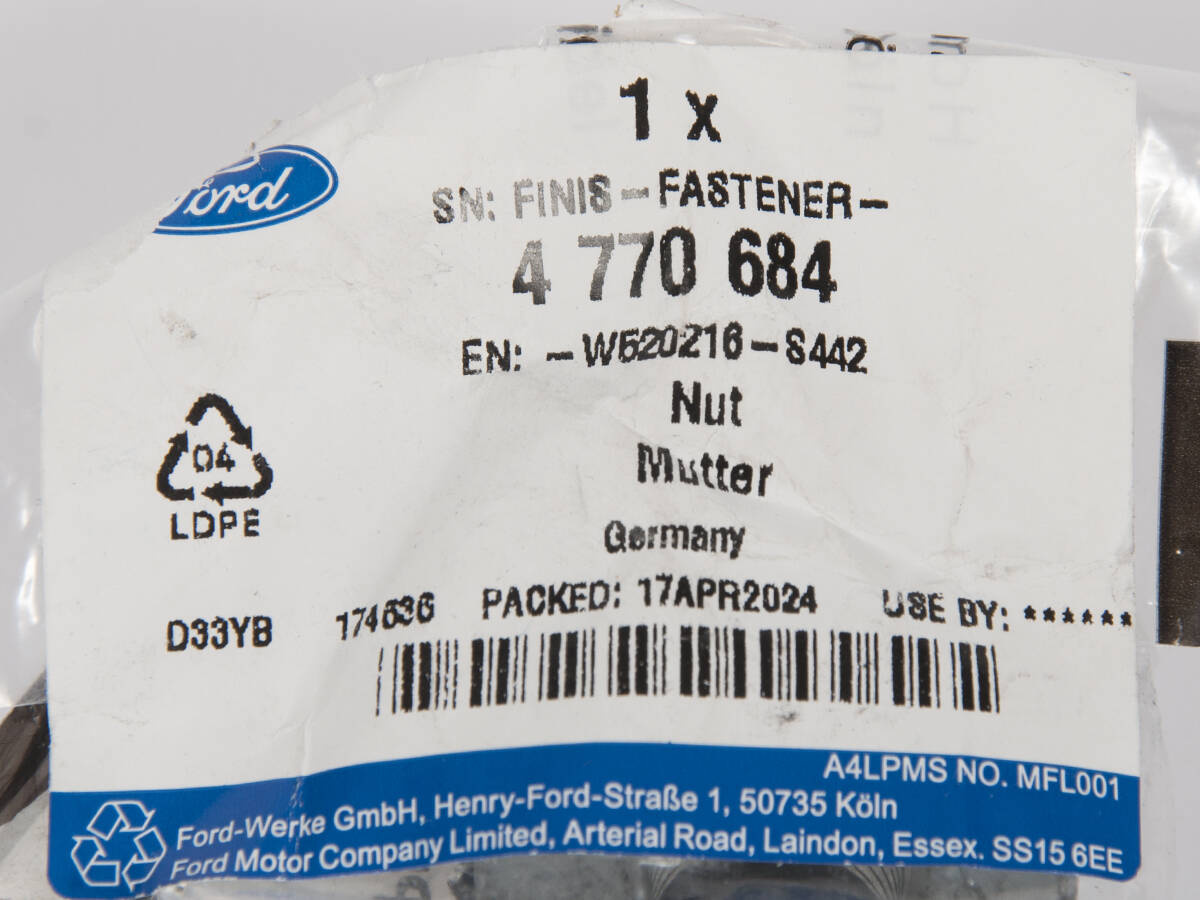 1 x
Ford
SN: FINIS-FASTENER-
4 770 684
EN: -W520216-S442
Nut
Mutter
04
LDPE
Germany
D33YB 174636 PACKED: 17APR2024 USE BY: ******
A4LPMS NO. MFL001
Ford-Werke GmbH, Henry-Ford-Straße 1, 50735 Köln
Ford Motor Company Limited, Arterial Road, Laindon, Essex. SS15 6EE